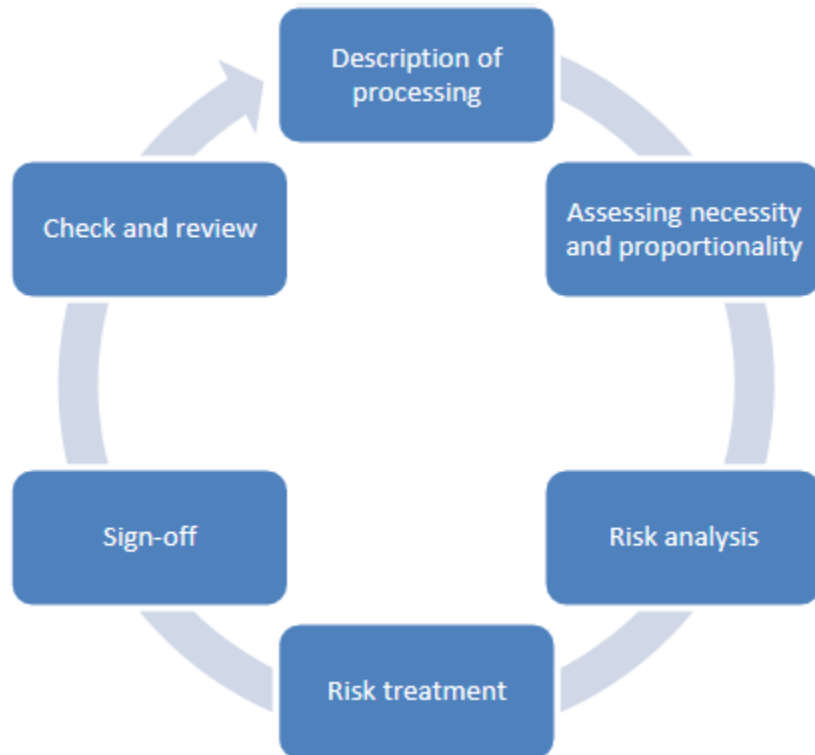 Description of
processing
Assessing necessity
and proportionality
Risk analysis
Risk treatment
Sign-off
Check and review